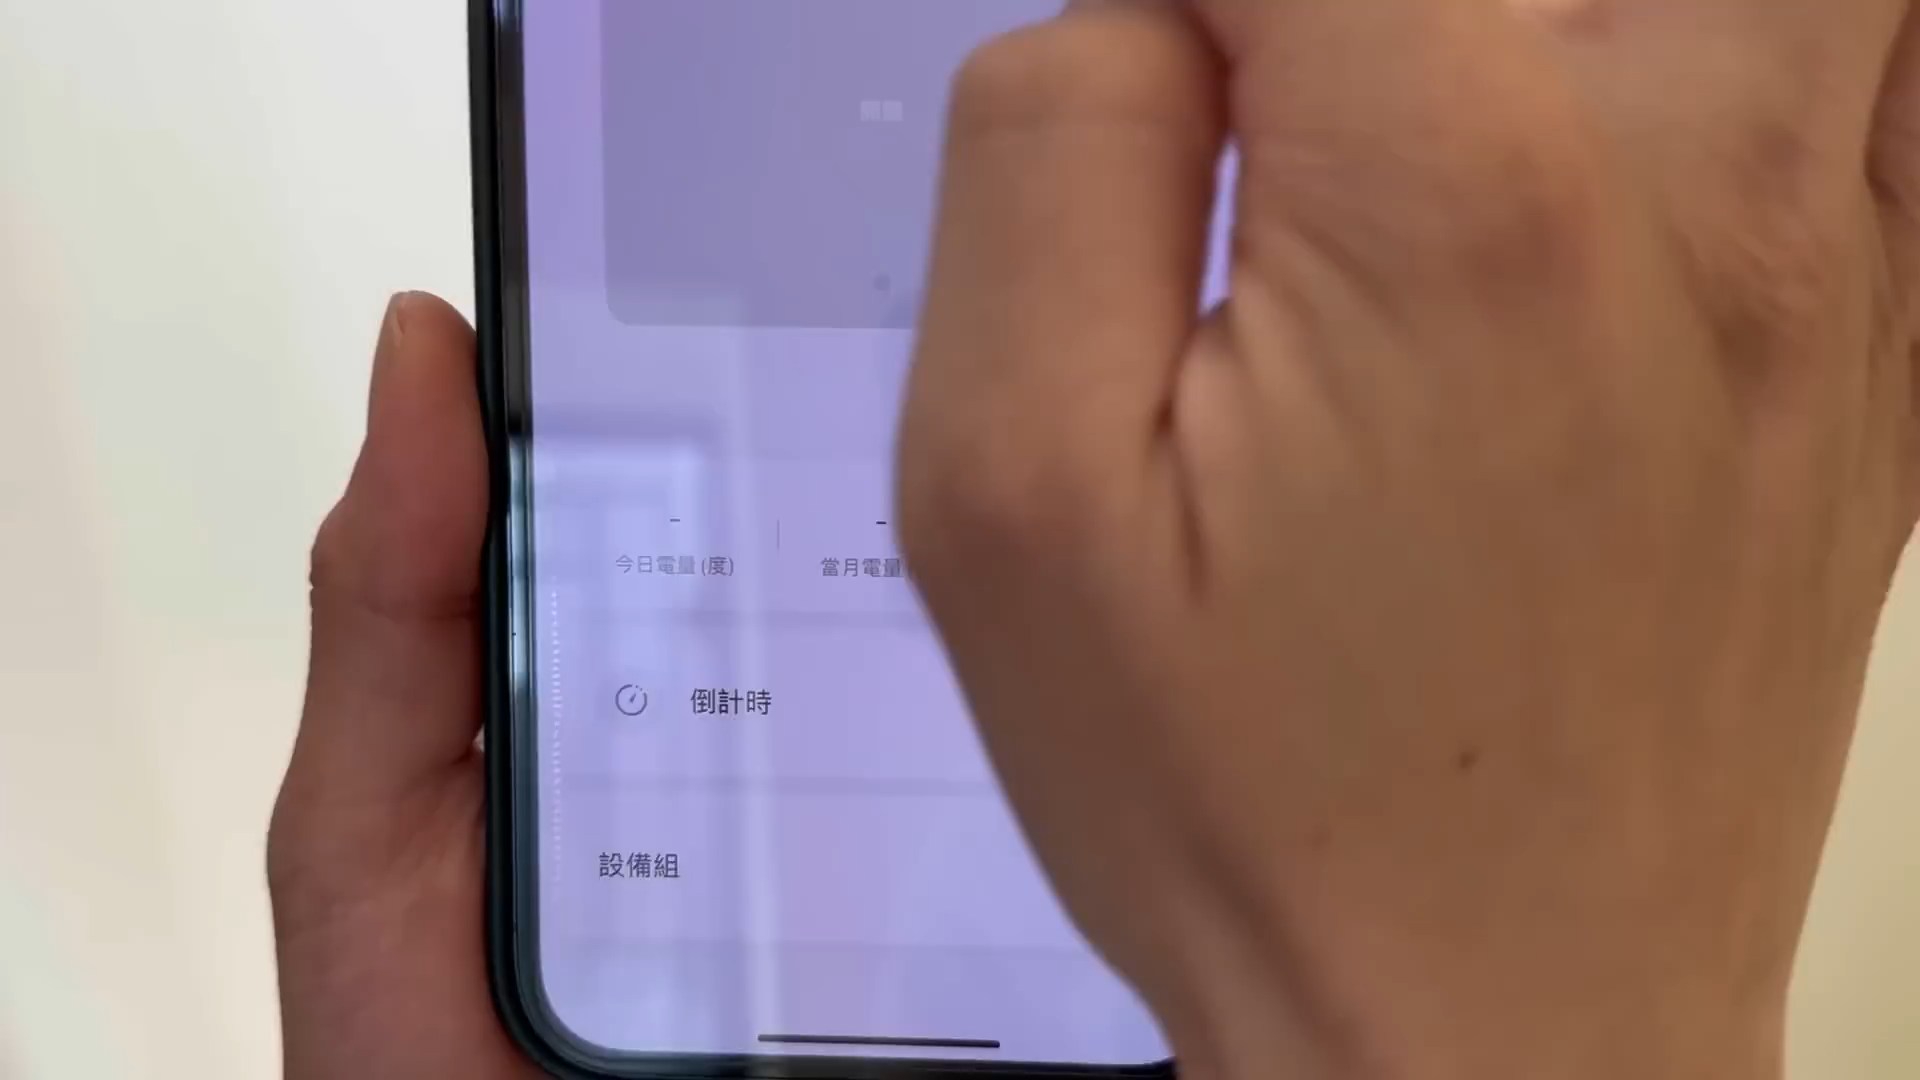 -
-
今日電量 (度)
當月電量
倒計時
設備組